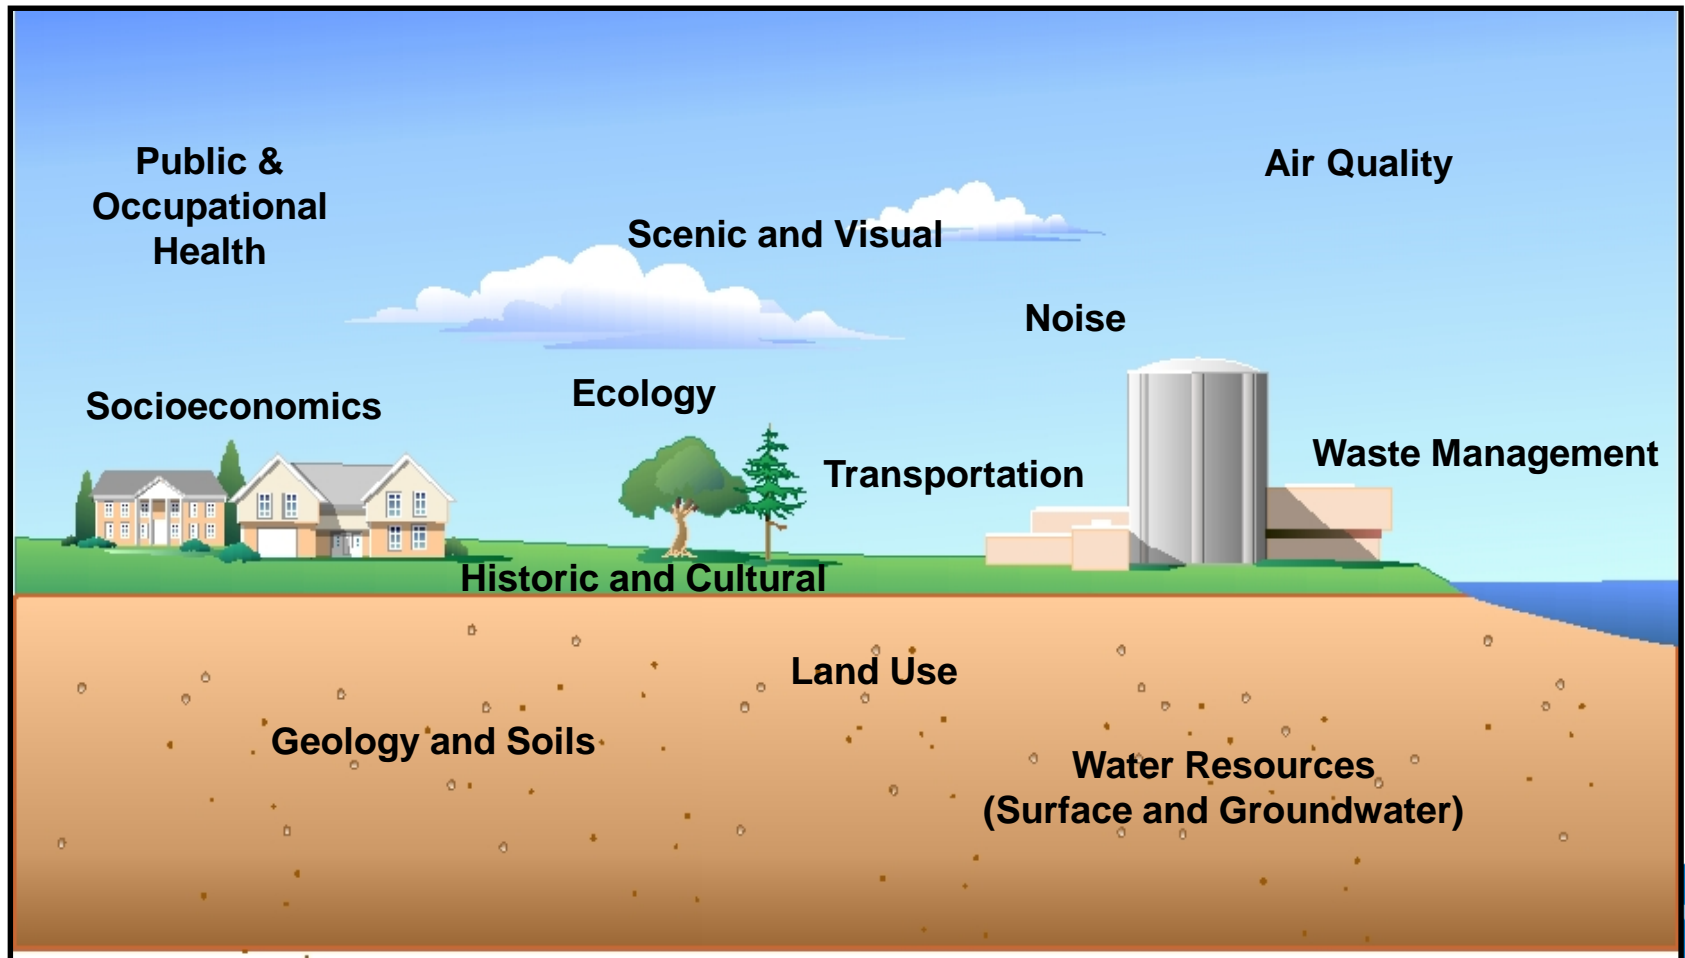 Public &
Occupational
Health
Air Quality
Scenic and Visual
Noise
Socioeconomics
Ecology
Transportation
Waste Management
Historic and Cultural
Land Use
Geology and Soils
Water Resources
(Surface and Groundwater)